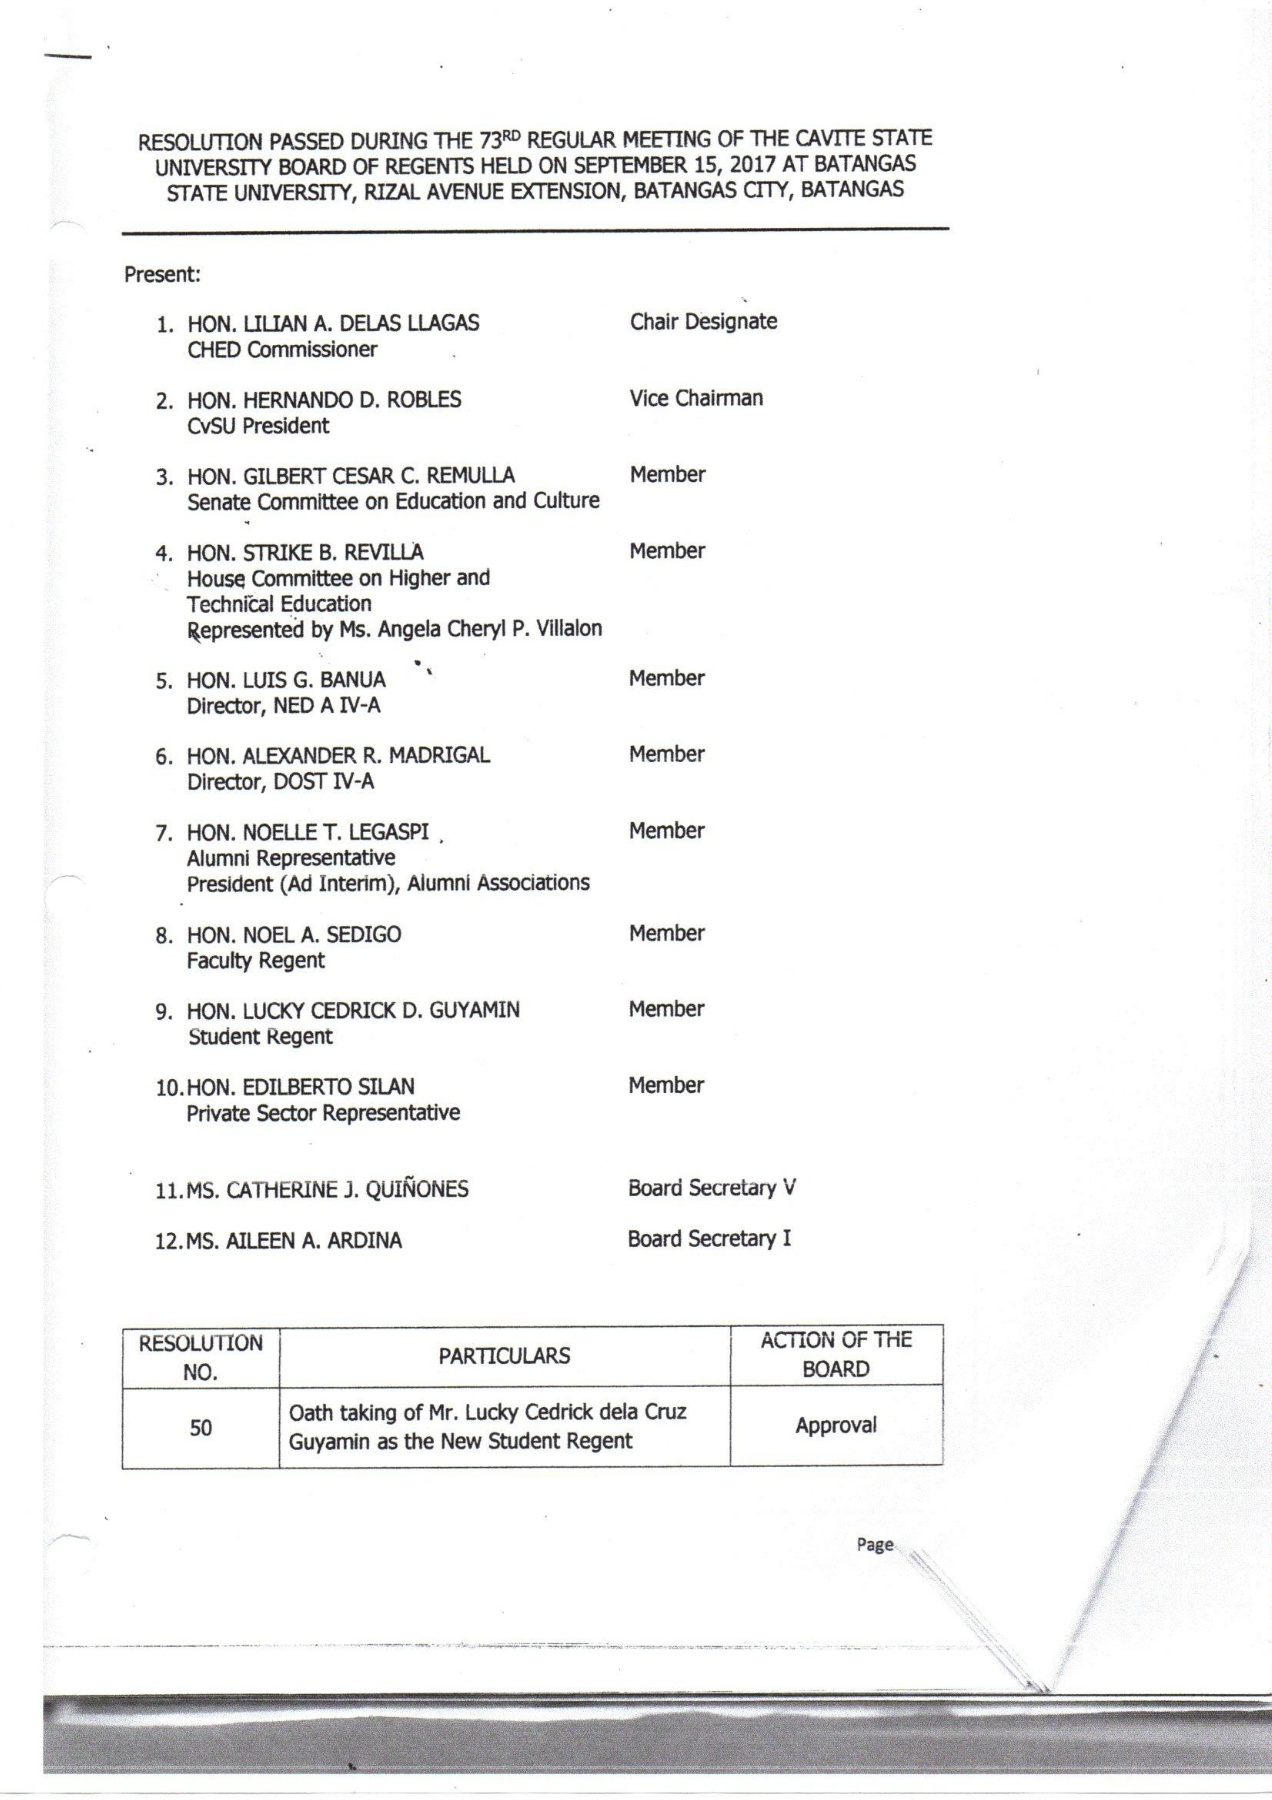 RESOLUTION PASSED DURING THE 73RD REGULAR MEETING OF THE CAVITE STATE
UNIVERSITY BOARD OF REGENTS HELD ON SEPTEMBER 15, 2017 AT BATANGAS
STATE UNIVERSITY, RIZAL AVENUE EXTENSION, BATANGAS CITY, BATANGAS
Present:
1. HON. LILIAN A. DELAS LLAGAS Chair Designate
CHED Commissioner
2. HON. HERNANDO D. ROBLES Vice Chairman
CvSU President
3. HON. GILBERT CESAR C. REMULLA Member
Senate Committee on Education and Culture
4. HON. STRIKE B. REVILLA Member
House Committee on Higher and
Technical Education
Represented by Ms. Angela Cheryl P. Villalon
5. HON. LUIS G. BANUA Member
Director, NED A IV-A
6. HON. ALEXANDER R. MADRIGAL Member
Director, DOST IV-A
7. HON. NOELLE T. LEGASPI Member
Alumni Representative
President (Ad Interim), Alumni Associations
8. HON. NOEL A. SEDIGO Member
Faculty Regent
9. HON. LUCKY CEDRICK D. GUYAMIN Member
Student Regent
10. HON. EDILBERTO SILAN Member
Private Sector Representative
11. MS. CATHERINE J. QUIÑONES Board Secretary V
12. MS. AILEEN A. ARDINA Board Secretary I
RESOLUTION NO. PARTICULARS ACTION OF THE BOARD
50 Oath taking of Mr. Lucky Cedrick dela Cruz Approval
Guyamin as the New Student Regent
Page